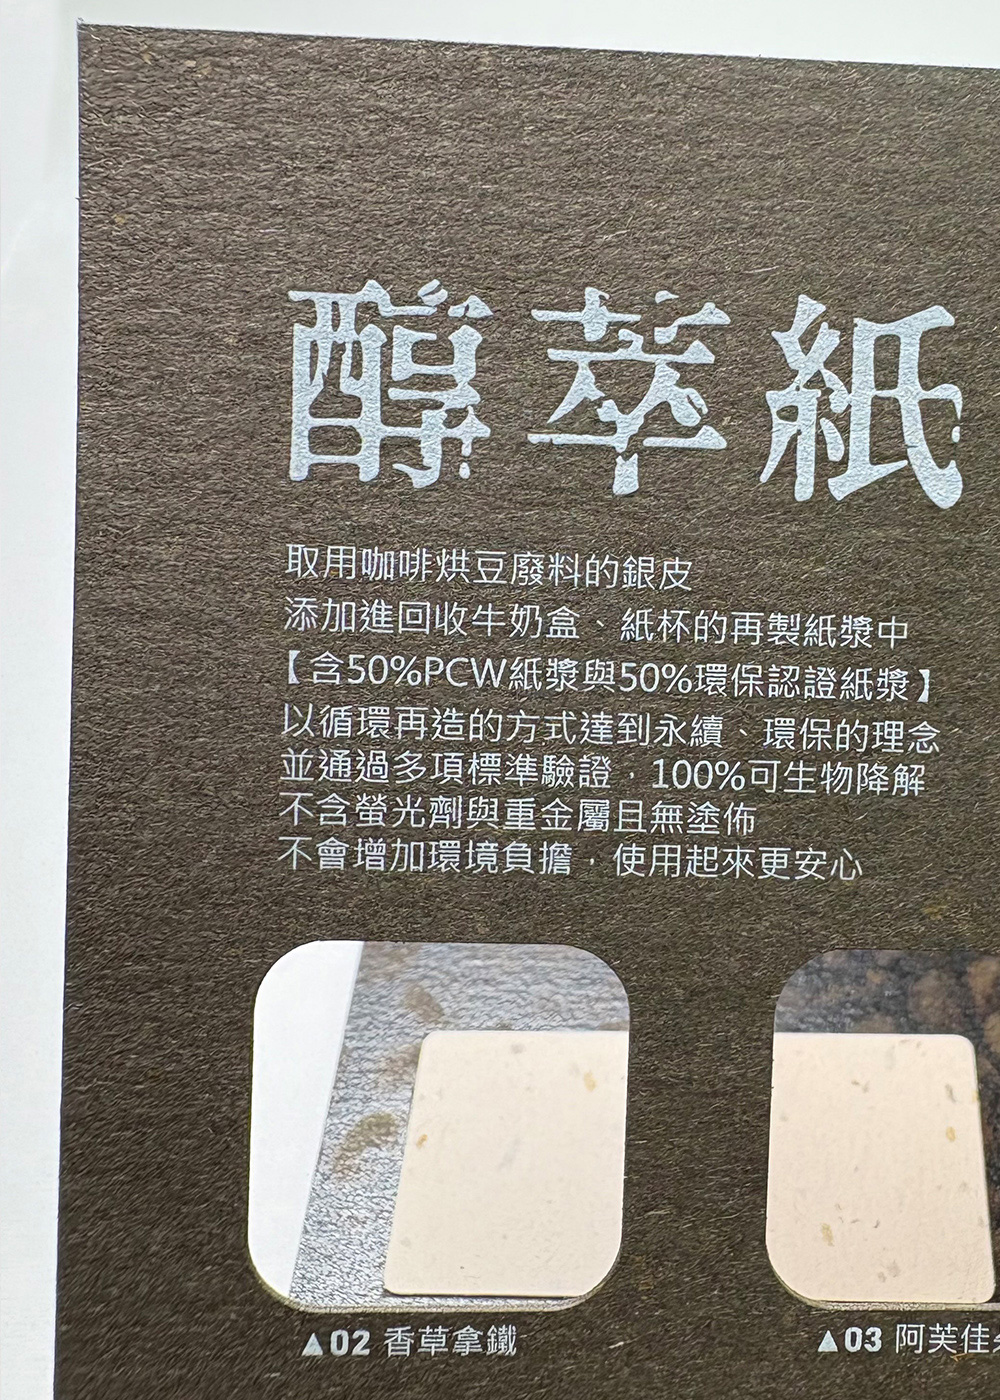 醇萃紙
取用咖啡烘豆廢料的銀皮
添加進回收牛奶盒、紙杯的再製紙漿中
【含50%PCW紙漿與50%環保認證紙漿】
以循環再造的方式達到永續、環保的理念
並通過多項標準驗證，100%可生物降解
不含螢光劑與重金屬且無塗佈
不會增加環境負擔，使用起來更安心
▲02 香草拿鐵
▲03 阿芙佳